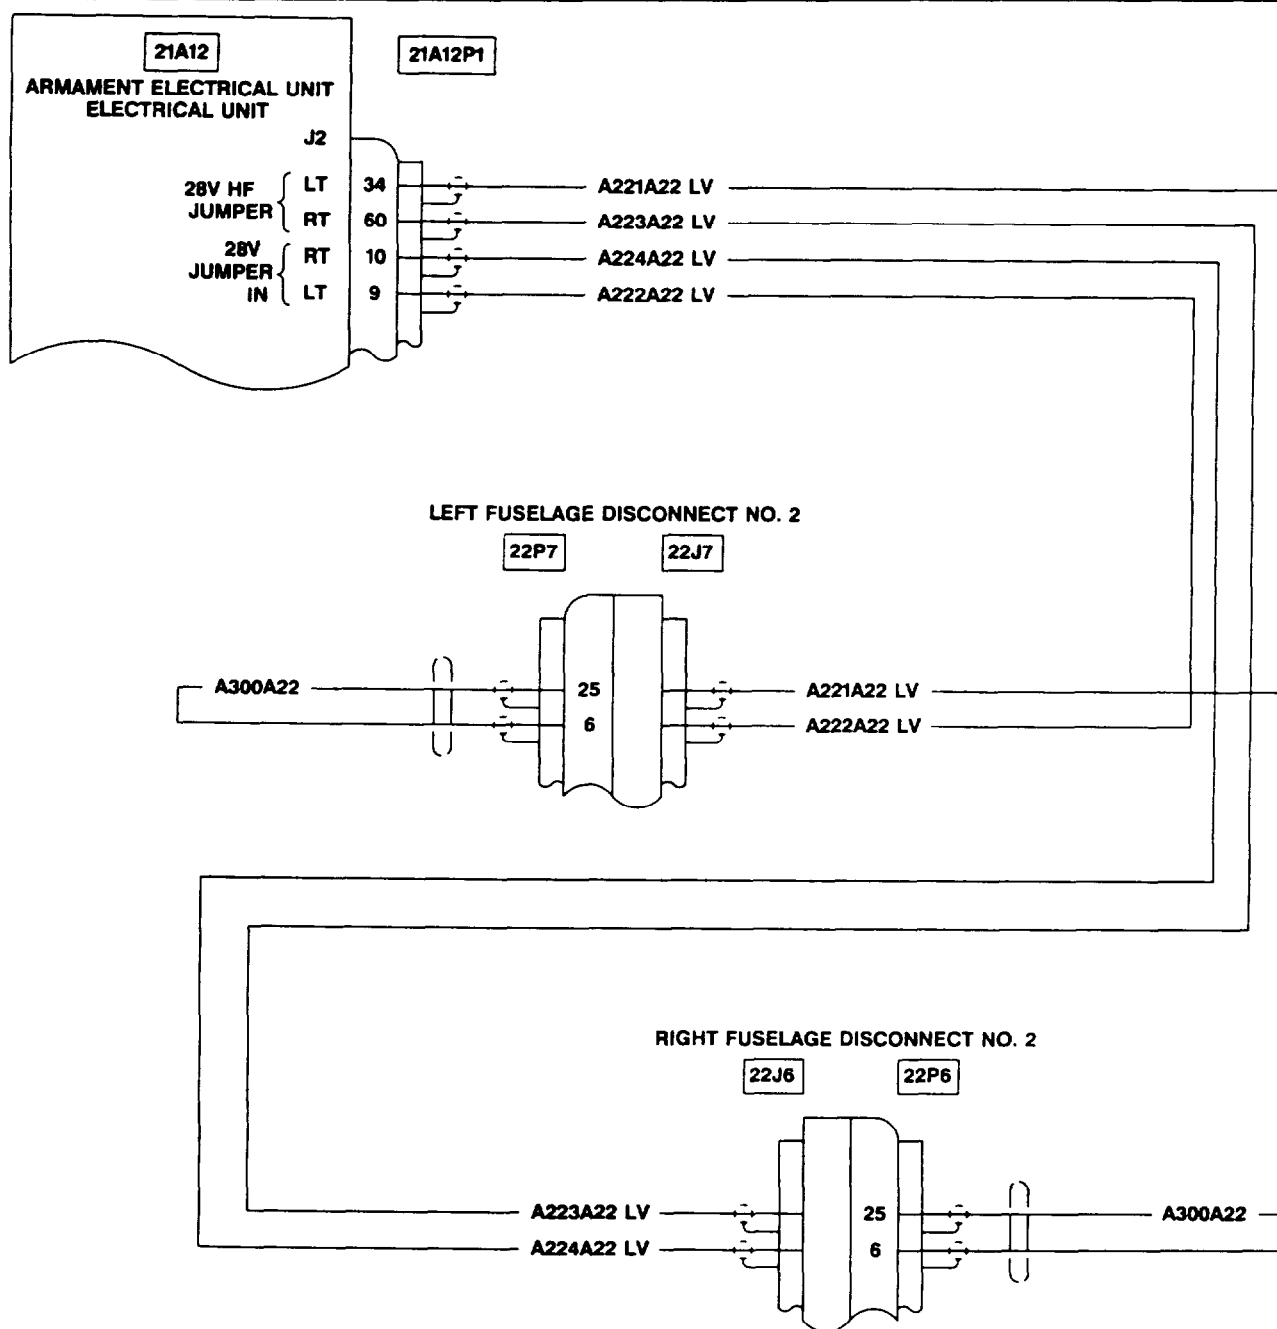 21A12
21A12P1
ARMAMENT ELECTRICAL UNIT
ELECTRICAL UNIT
J2
28V HF
JUMPER
LT 34 A221A22 LV
RT 60 A223A22 LV
28V
JUMPER
IN
RT 10 A224A22 LV
LT 9 A222A22 LV
LEFT FUSELAGE DISCONNECT NO. 2
22P7 22J7
A300A22 25 A221A22 LV
6 A222A22 LV
RIGHT FUSELAGE DISCONNECT NO. 2
22J6 22P6
A223A22 LV 25 A300A22
A224A22 LV 6